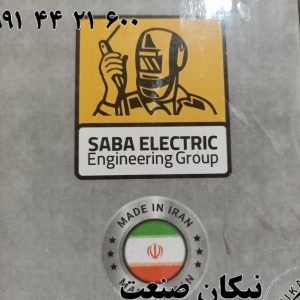 ۹۱ ۴۴ ۲۱ ۶۰۰
SABA ELECTRIC
Engineering Group
MADE IN IRAN
نیکان صنعت